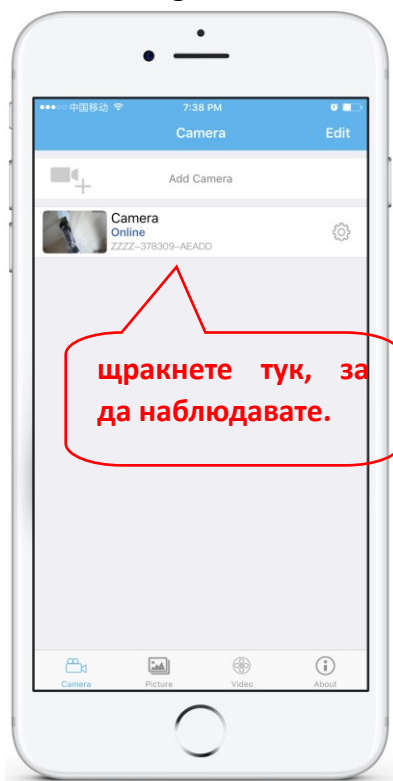 中国移动 7:38 PM
Camera Edit
Add Camera
Camera
Online
ZZZZ-378309-AEADD
щракнете тук, за
да наблюдавате.
Camera Picture Video About